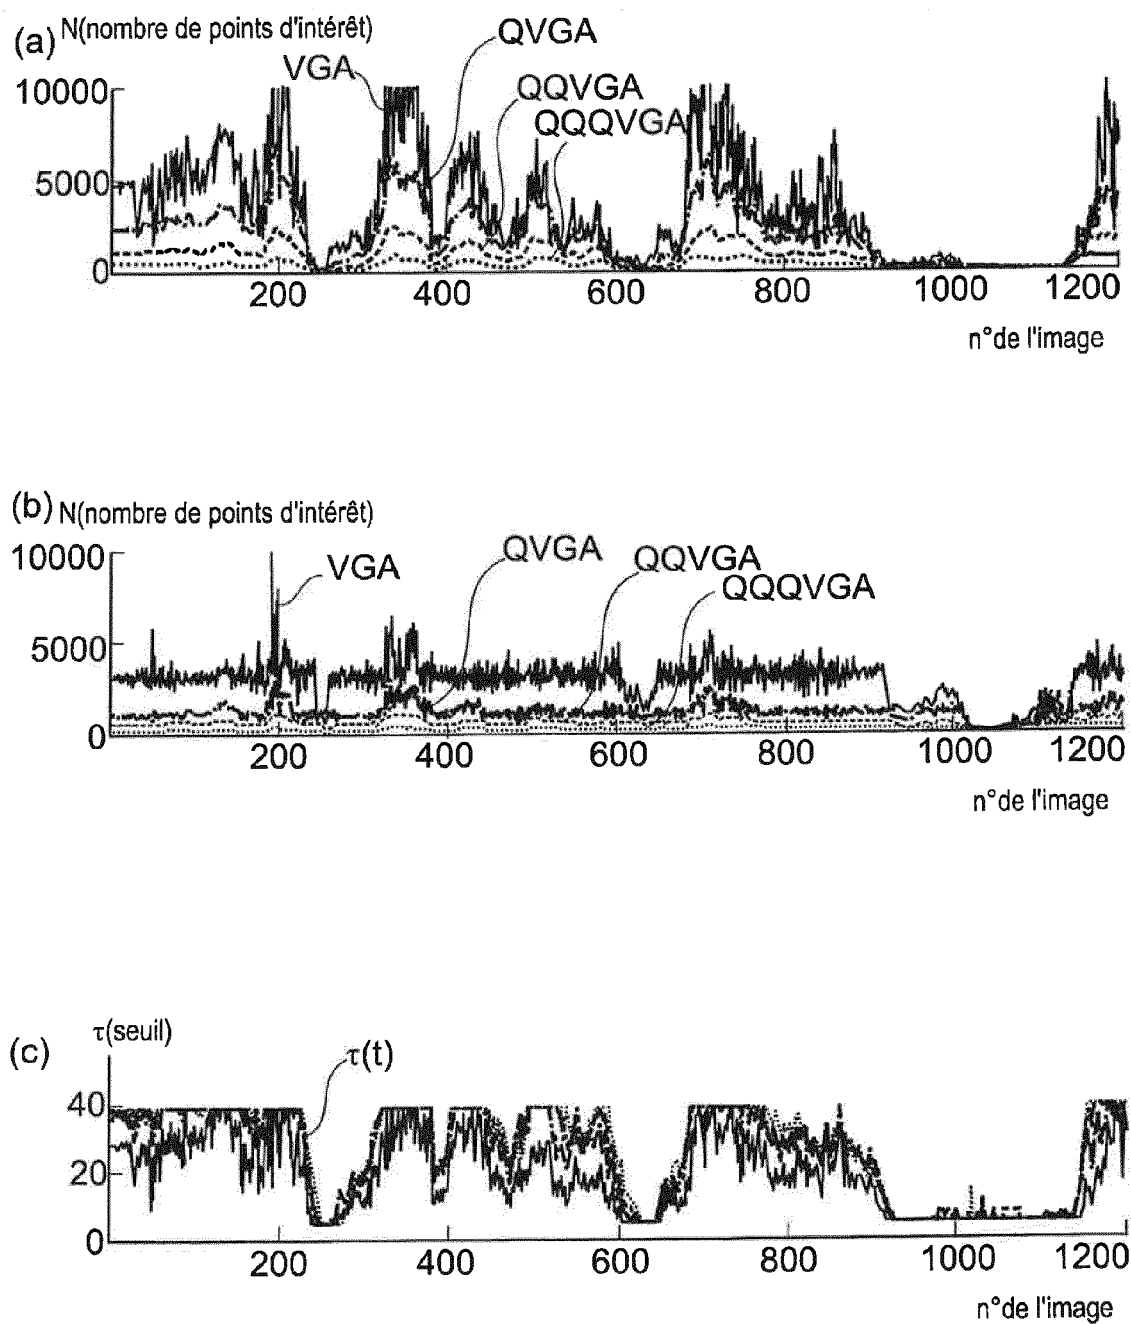 (a) N(nombre de points d'intérêt)
QVGA
VGA
QQVGA
QQQVGA
10000
5000
0
200 400 600 800 1000 1200
n°de l'image
(b) N(nombre de points d'intérêt)
QVGA
VGA
QQVGA
QQQVGA
10000
5000
0
200 400 600 800 1000 1200
n°de l'image
(c) τ(seuil)
τ(t)
40
20
0
200 400 600 800 1000 1200
n°de l'image